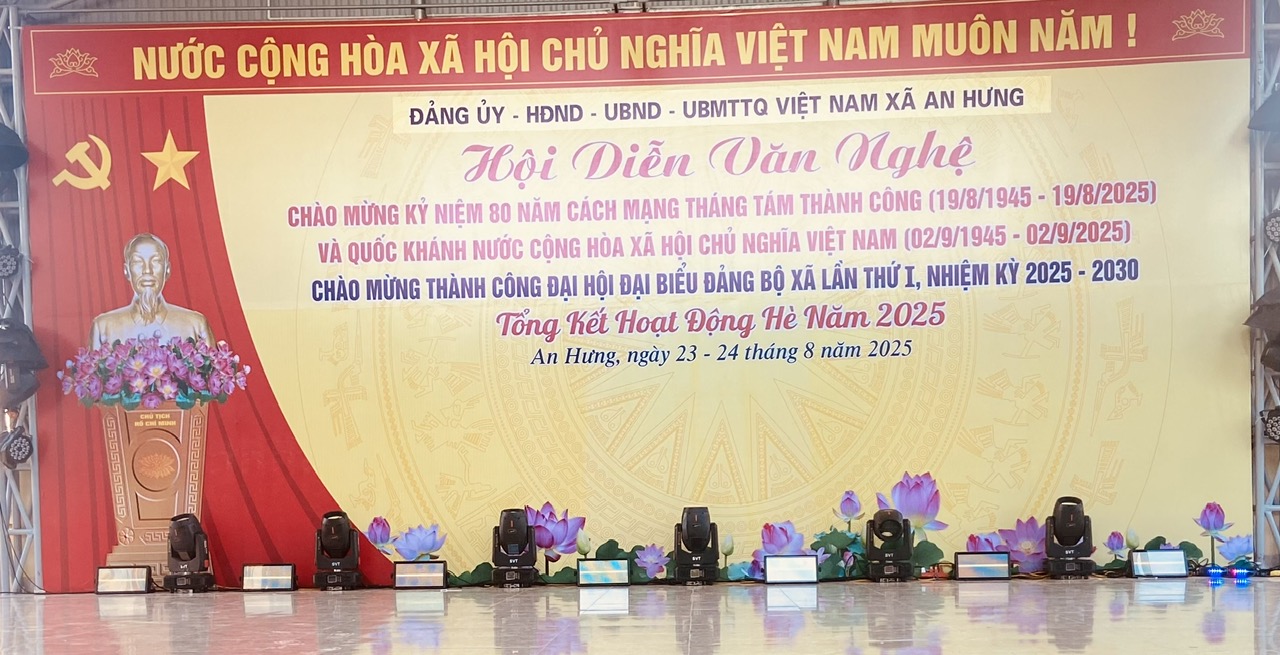 NƯỚC CỘNG HÒA XÃ HỘI CHỦ NGHĨA VIỆT NAM MUÔN NĂM !
ĐẢNG ỦY - HĐND - UBND - UBMTTQ VIỆT NAM XÃ AN HƯNG
Hội Diễn Văn Nghệ
CHÀO MỪNG KỶ NIỆM 80 NĂM CÁCH MẠNG THÁNG TÁM THÀNH CÔNG (19/8/1945 - 19/8/2025)
VÀ QUỐC KHÁNH NƯỚC CỘNG HÒA XÃ HỘI CHỦ NGHĨA VIỆT NAM (02/9/1945 - 02/9/2025)
CHÀO MỪNG THÀNH CÔNG ĐẠI HỘI ĐẠI BIỂU ĐẢNG BỘ XÃ LẦN THỨ I, NHIỆM KỲ 2025 - 2030
Tổng Kết Hoạt Động Hè Năm 2025
An Hưng, ngày 23 - 24 tháng 8 năm 2025
CHỦ TỊCH
HỒ CHÍ MINH
SVT
SVT
SVT
SVT
SVT